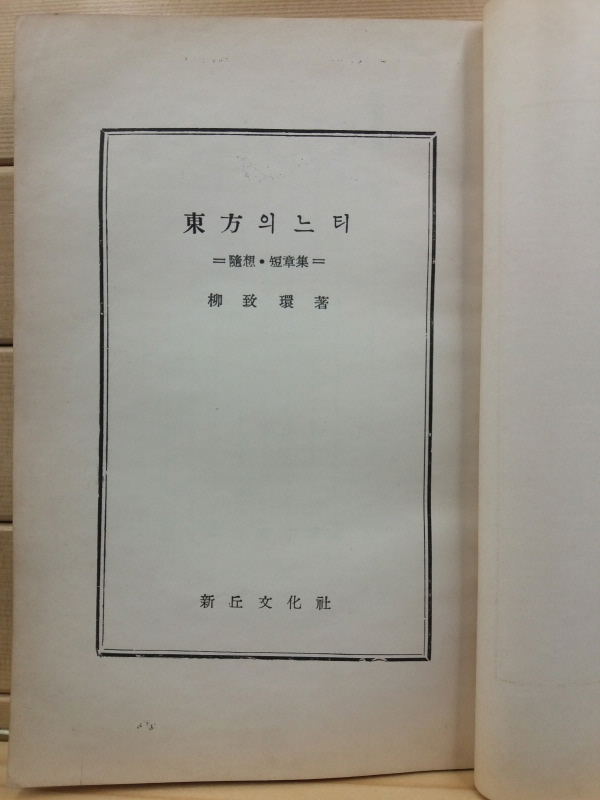 東方의느티
=隨想•短章集=
柳致環著
新丘文化社